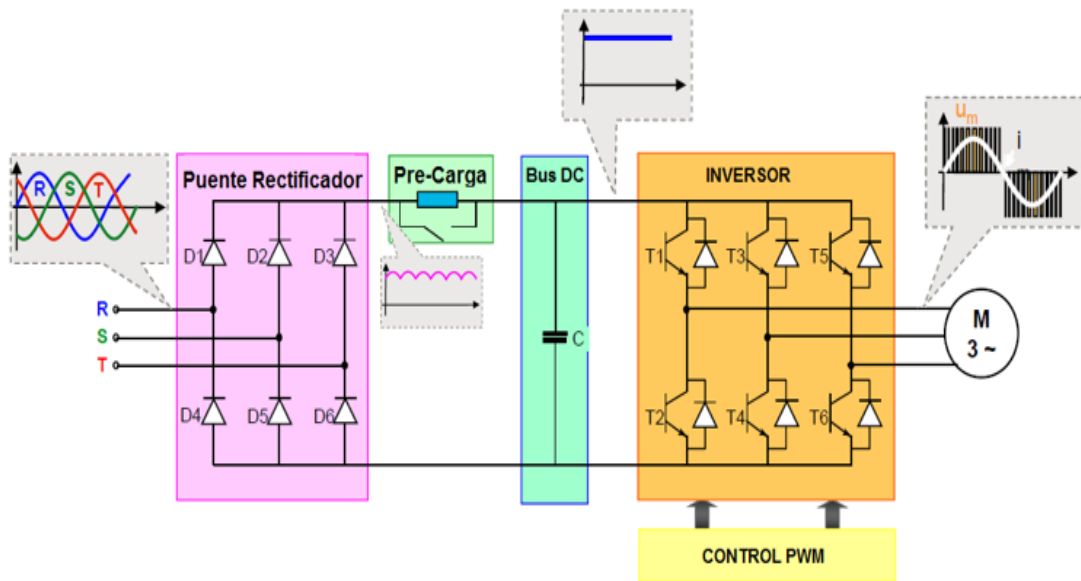 u_m
i
Puente Rectificador
Pre-Carga
Bus DC
INVERSOR
R S T
D1 D2 D3
T1 T3 T5
R
S
T
C
M
3 ~
D4 D5 D6
T2 T4 T6
CONTROL PWM